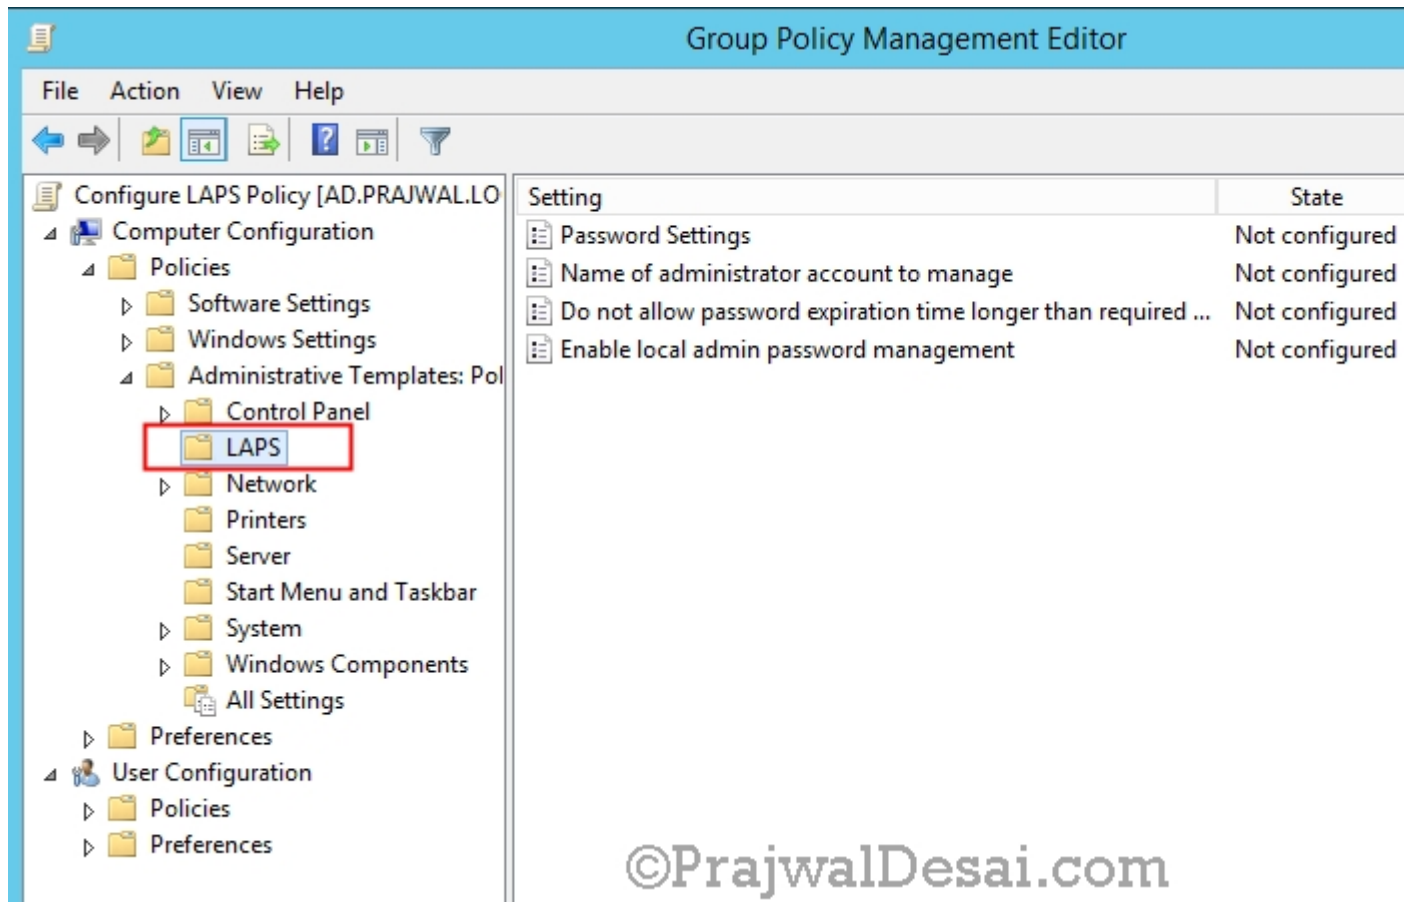 Group Policy Management Editor
File Action View Help
Configure LAPS Policy [AD.PRAJWAL.LO
Computer Configuration
Policies
Software Settings
Windows Settings
Administrative Templates: Pol
Control Panel
LAPS
Network
Printers
Server
Start Menu and Taskbar
System
Windows Components
All Settings
Preferences
User Configuration
Policies
Preferences
Setting State
Password Settings Not configured
Name of administrator account to manage Not configured
Do not allow password expiration time longer than required ... Not configured
Enable local admin password management Not configured
©PrajwalDesai.com